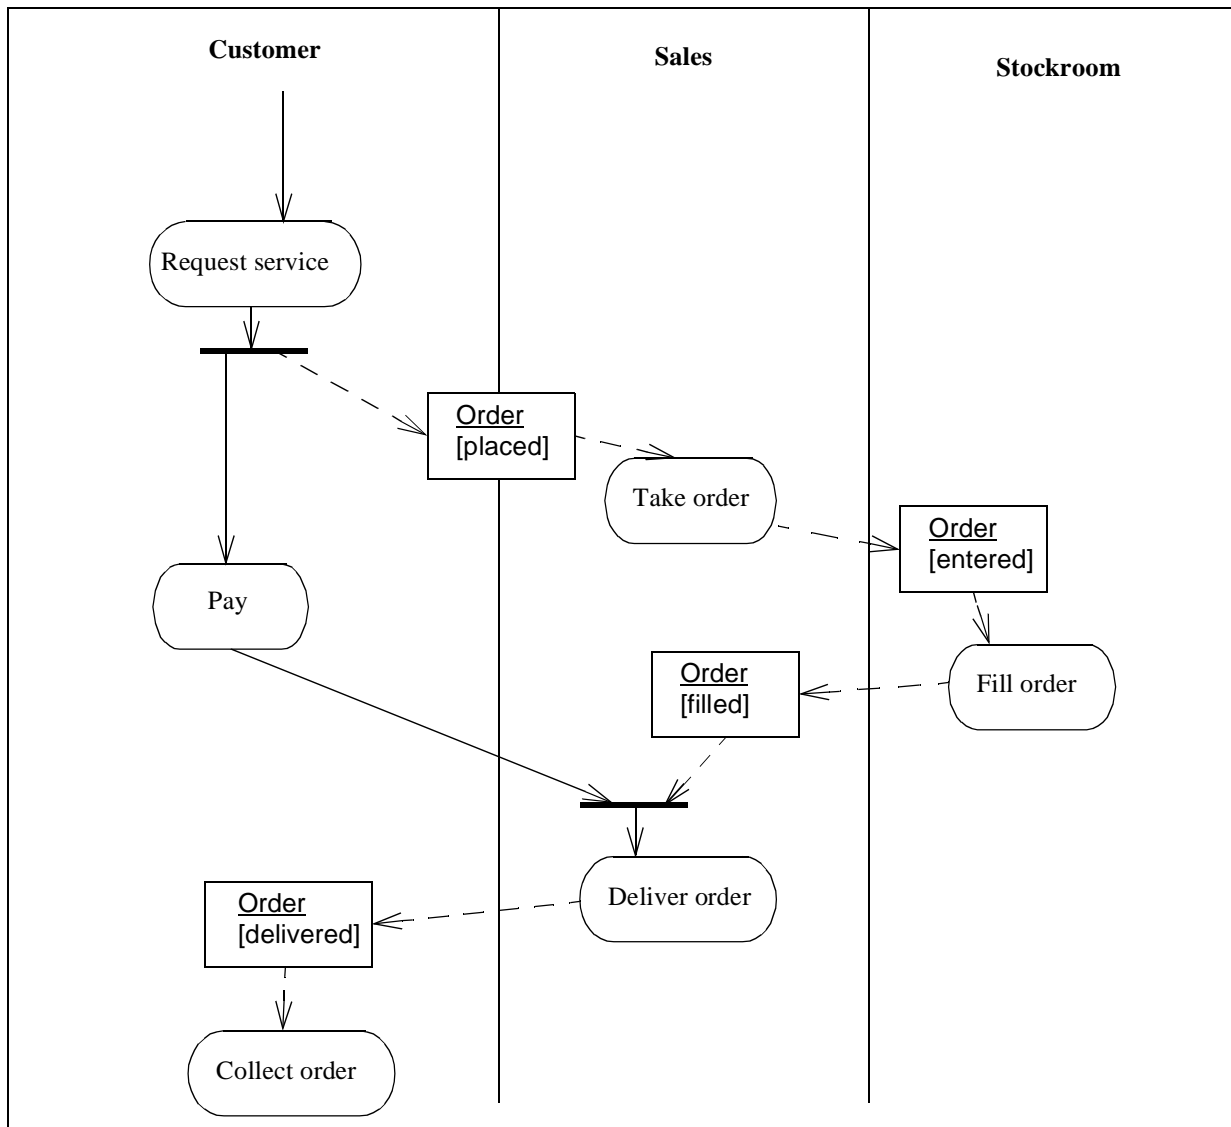 Customer
Sales
Stockroom
Request service
Order
[placed]
Take order
Order
[entered]
Pay
Order
[filled]
Fill order
Deliver order
Order
[delivered]
Collect order